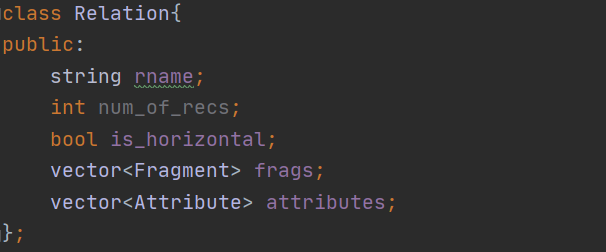 class Relation{
public:
string rname;
int num_of_recs;
bool is_horizontal;
vector<Fragment> frags;
vector<Attribute> attributes;
};